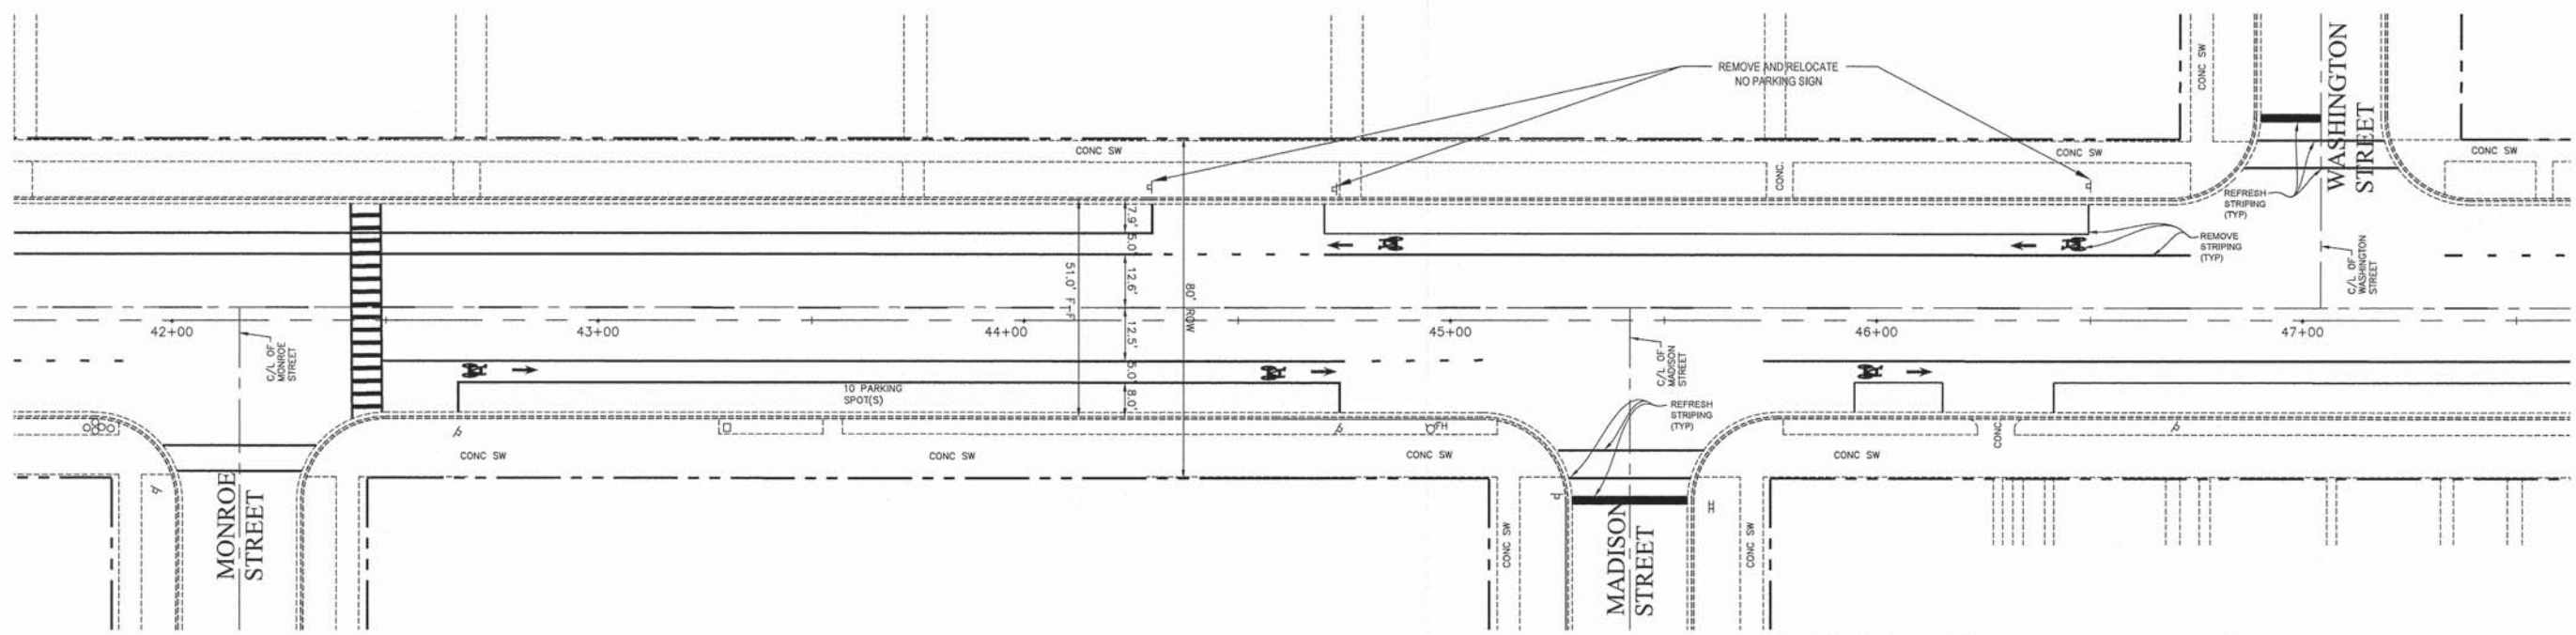 REMOVE AND RELOCATE
NO PARKING SIGN
CONC SW
CONC SW
CONC SW
CONC SW
CONC
WASHINGTON
STREET
REFRESH
STRIPING
(TYP)
REMOVE
STRIPING
(TYP)
C/L OF
WASHINGTON
STREET
7.9'
5.0'
12.6'
51.0' F-F
80' ROW
12.5'
5.0'
8.0'
42+00
43+00
44+00
45+00
46+00
47+00
C/L OF
MONROE
STREET
C/L OF
MADISON
STREET
10 PARKING
SPOT(S)
REFRESH
STRIPING
(TYP)
FH
CONC SW
CONC SW
CONC SW
CONC SW
CONC
MONROE
STREET
CONC SW
MADISON
STREET
CONC SW